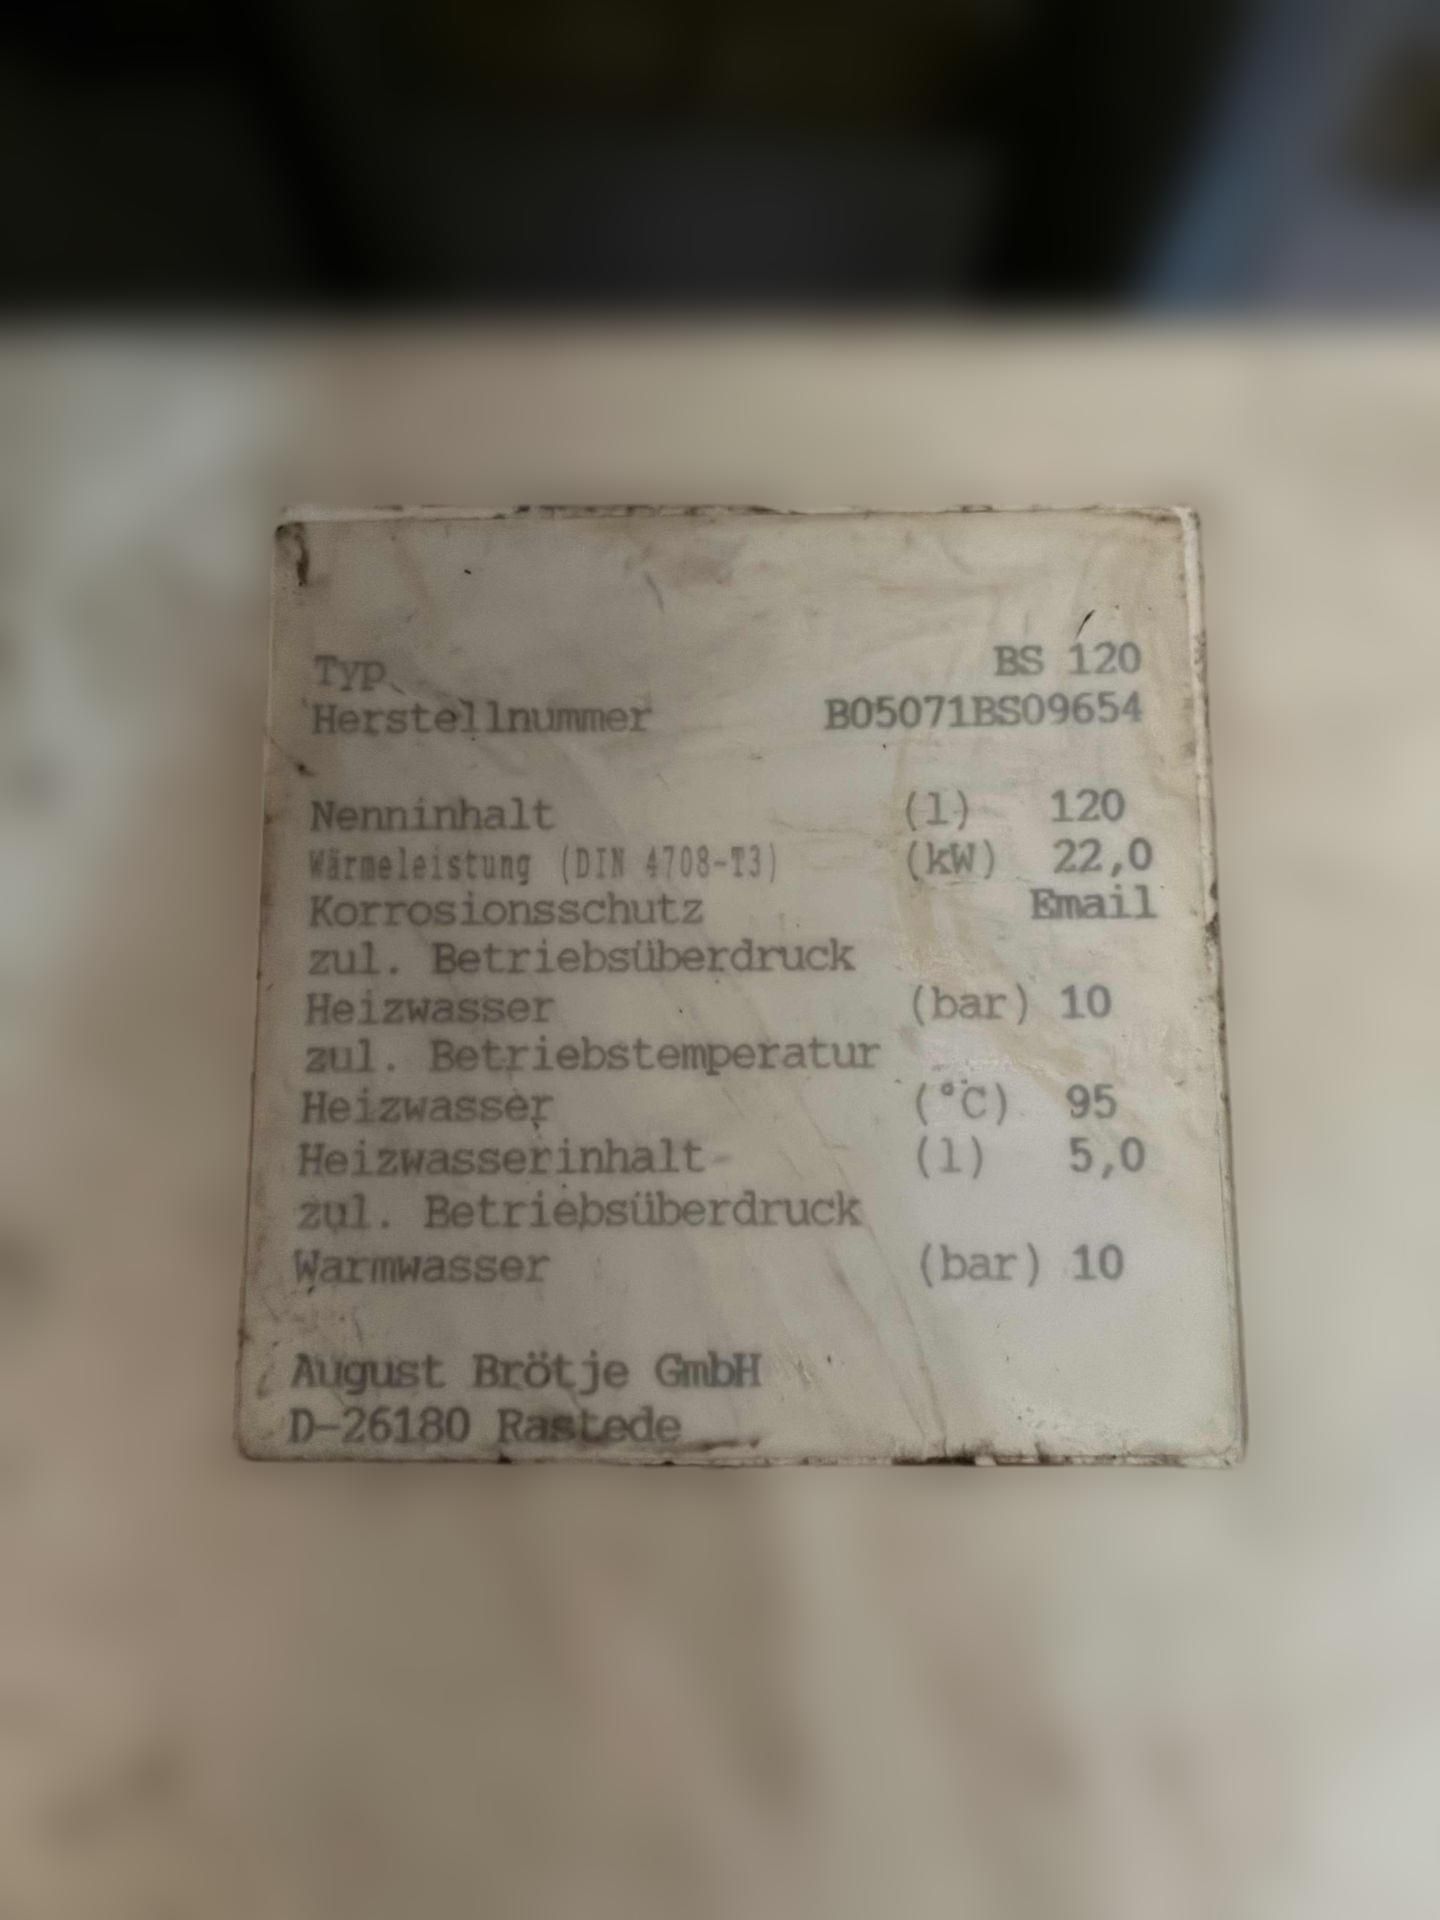 Typ BS 120
Herstellnummer B05071BS09654
Nenninhalt (l) 120
Wärmeleistung (DIN 4708-T3) (kW) 22,0
Korrosionsschutz Email
zul. Betriebsüberdruck
Heizwasser (bar) 10
zul. Betriebstemperatur
Heizwasser (°C) 95
Heizwasserinhalt (l) 5,0
zul. Betriebsüberdruck
Warmwasser (bar) 10
August Brötje GmbH
D-26180 Rastede